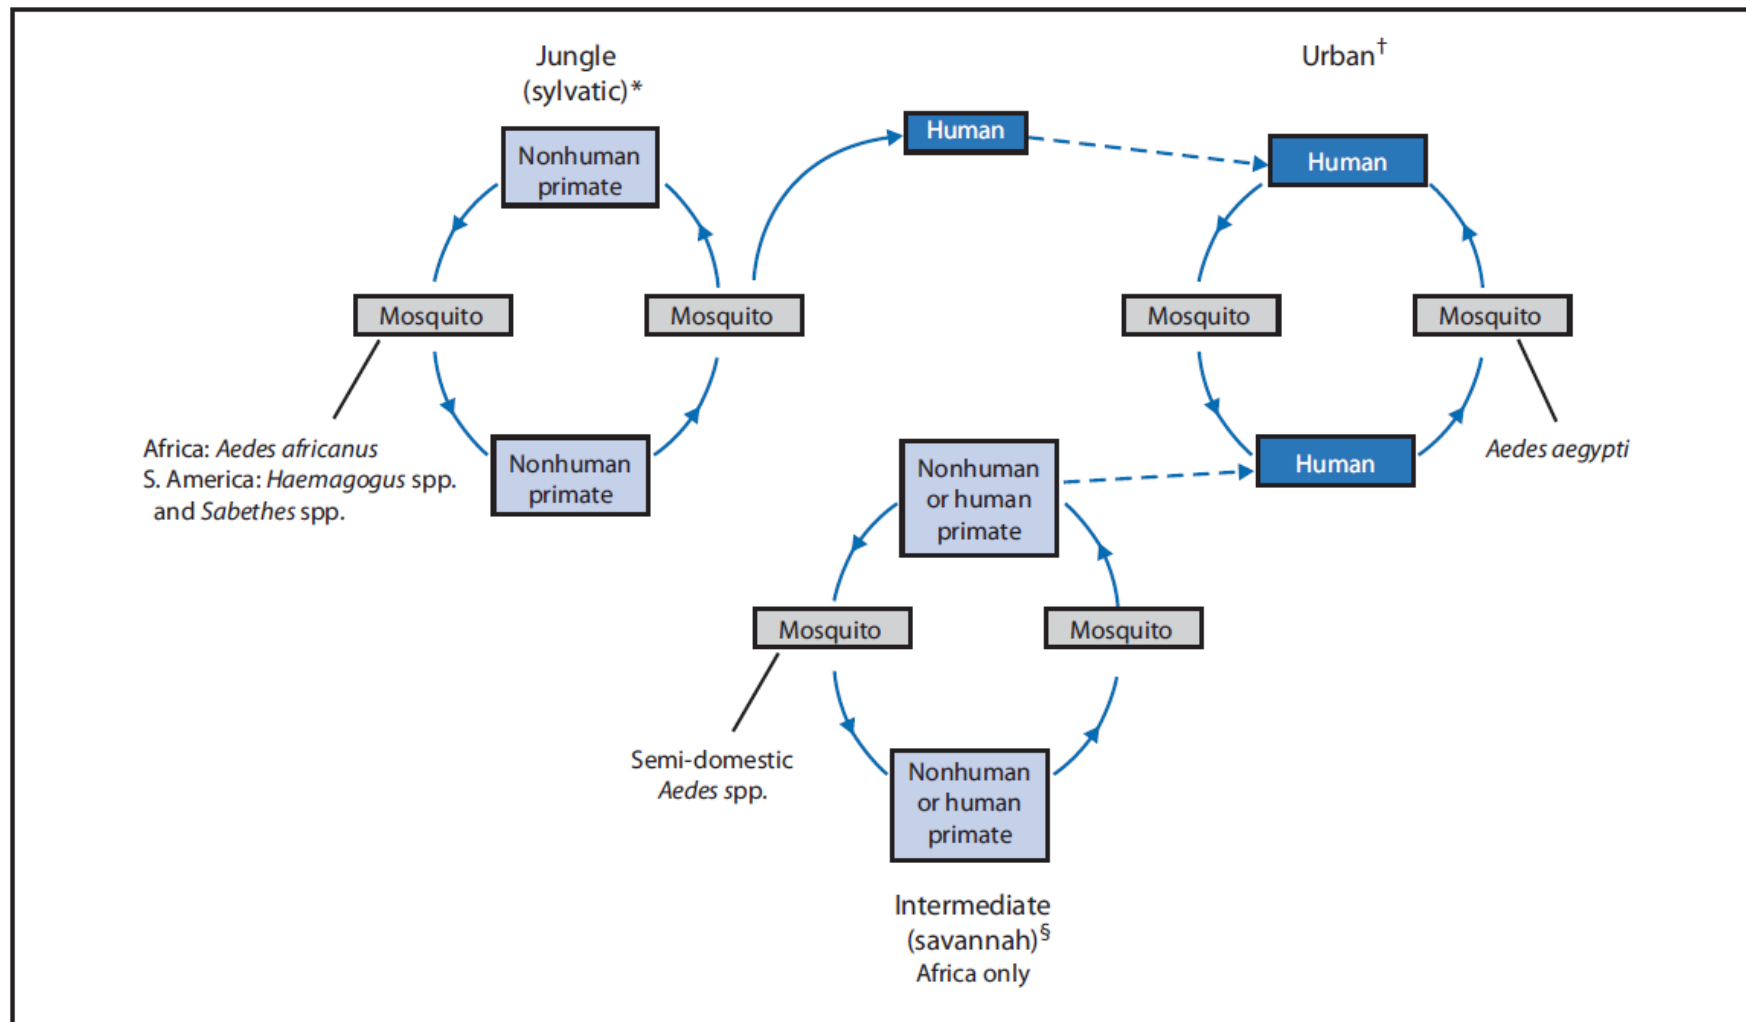 Jungle
(sylvatic)*
Urban†
Nonhuman
primate
Human
Human
Mosquito
Mosquito
Mosquito
Mosquito
Africa: Aedes africanus
S. America: Haemagogus spp.
and Sabethes spp.
Nonhuman
primate
Nonhuman
or human
primate
Human
Aedes aegypti
Mosquito
Mosquito
Semi-domestic
Aedes spp.
Nonhuman
or human
primate
Intermediate
(savannah)§
Africa only